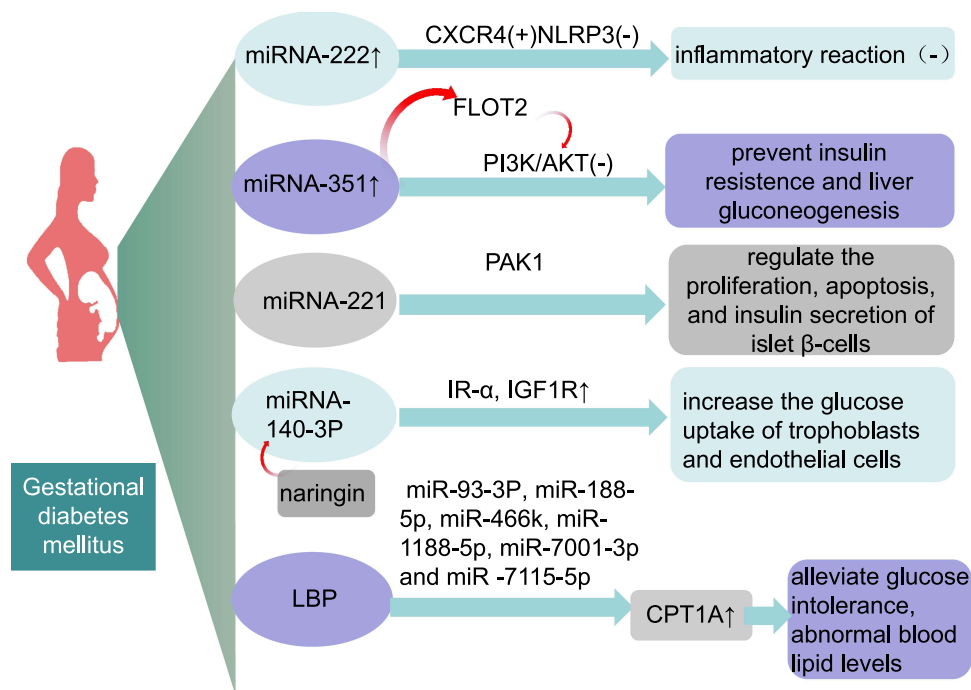 miRNA-222↑
CXCR4(+)NLRP3(-)
inflammatory reaction（-）
FLOT2
miRNA-351↑
PI3K/AKT(-)
prevent insulin
resistence and liver
gluconeogenesis
miRNA-221
PAK1
regulate the
proliferation, apoptosis,
and insulin secretion of
islet β-cells
miRNA-
140-3P
IR-α, IGF1R↑
increase the glucose
uptake of trophoblasts
and endothelial cells
naringin
Gestational
diabetes
mellitus
LBP
miR-93-3P, miR-188-
5p, miR-466k, miR-
1188-5p, miR-7001-3p
and miR -7115-5p
CPT1A↑
alleviate glucose
intolerance,
abnormal blood
lipid levels